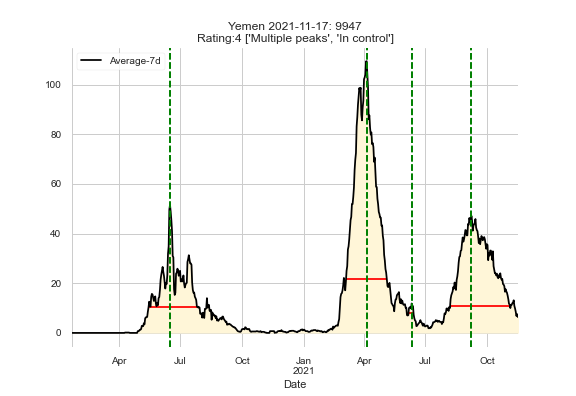 Yemen 2021-11-17: 9947
Rating:4 ['Multiple peaks', 'In control']
Average-7d
100
80
60
40
20
0
Apr Jul Oct Jan Apr Jul Oct
2021
Date